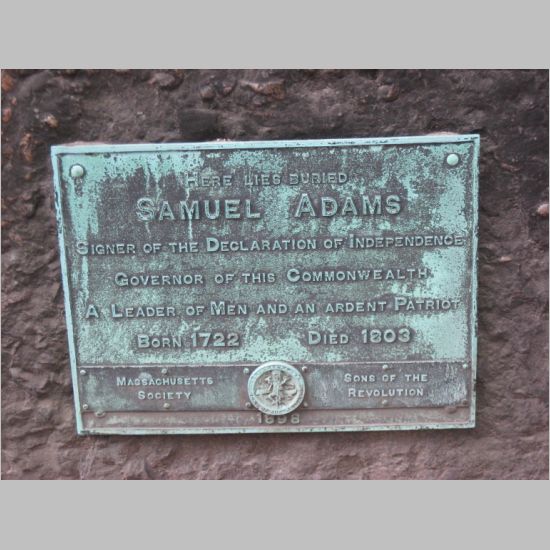 HERE LIES BURIED
SAMUEL ADAMS
SIGNER OF THE DECLARATION OF INDEPENDENCE
GOVERNOR OF THIS COMMONWEALTH
A LEADER OF MEN AND AN ARDENT PATRIOT
BORN 1722 DIED 1803
MASSACHUSETTS SOCIETY
SONS OF THE REVOLUTION
1898